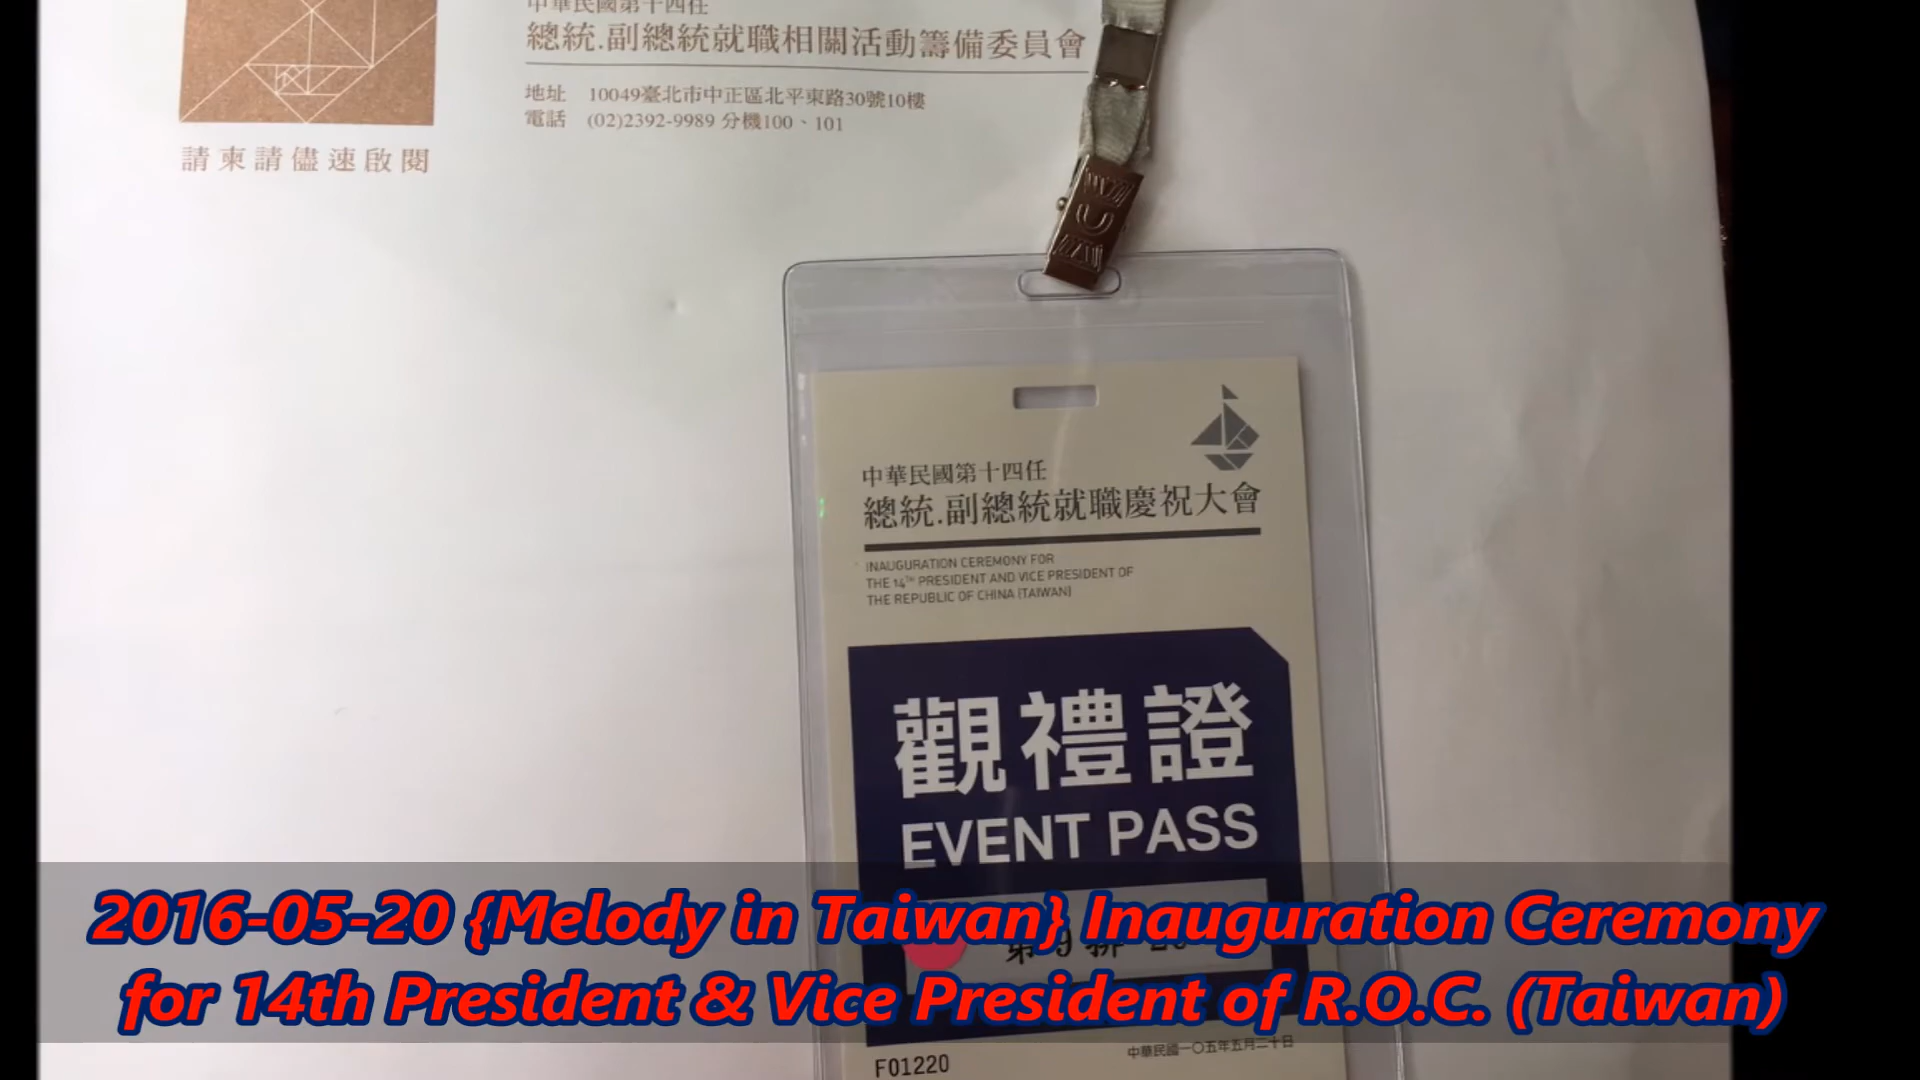 中華民國第十四任
總統.副總統就職相關活動籌備委員會
地址 10049臺北市中正區北平東路30號10樓
電話 (02)2392-9989 分機100、101
請柬請儘速啟閱
中華民國第十四任
總統.副總統就職慶祝大會
INAUGURATION CEREMONY FOR
THE 14TH PRESIDENT AND VICE PRESIDENT OF
THE REPUBLIC OF CHINA (TAIWAN)
觀禮證
EVENT PASS
2016-05-20 {Melody in Taiwan} Inauguration Ceremony
第 9 排
for 14th President & Vice President of R.O.C. (Taiwan)
中華民國一〇五年五月二十日
F01220